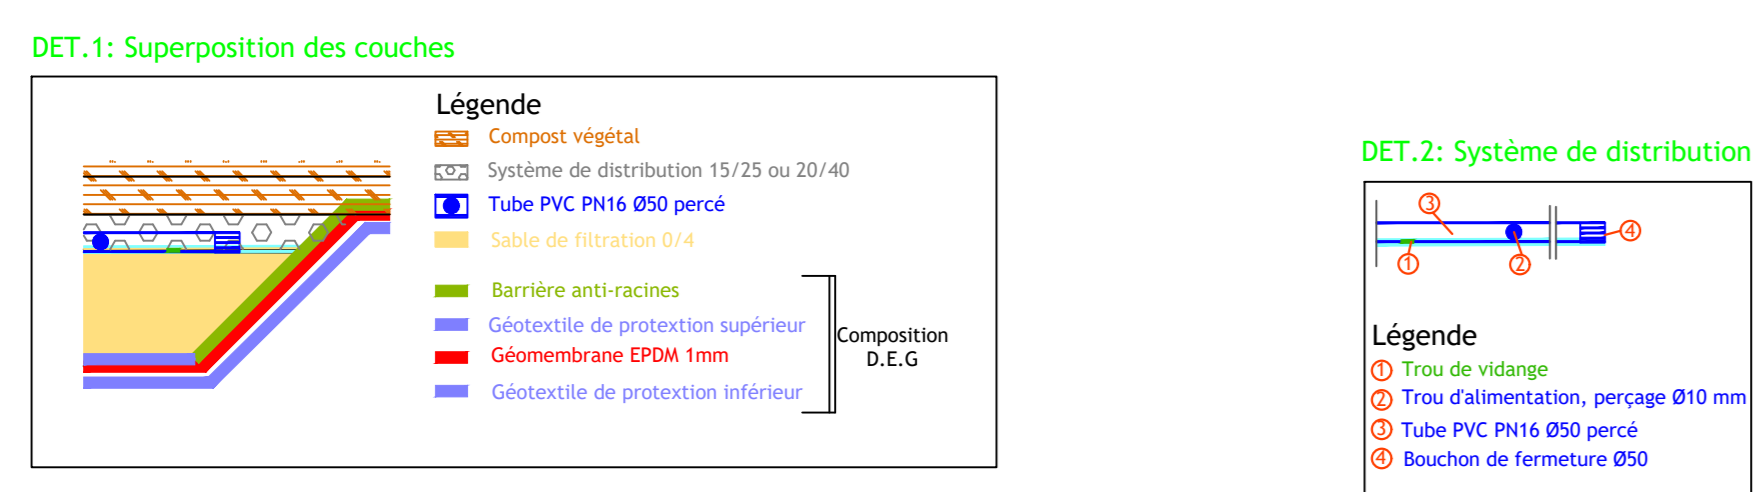 DET.1: Superposition des couches
Légende
Compost végétal
Système de distribution 15/25 ou 20/40
Tube PVC PN16 Ø50 percé
Sable de filtration 0/4
Barrière anti-racines
Géotextile de protextion supérieur
Géomembrane EPDM 1mm
Géotextile de protextion inférieur
Composition
D.E.G
DET.2: Système de distribution
3
4
1
2
Légende
1 Trou de vidange
2 Trou d'alimentation, perçage Ø10 mm
3 Tube PVC PN16 Ø50 percé
4 Bouchon de fermeture Ø50